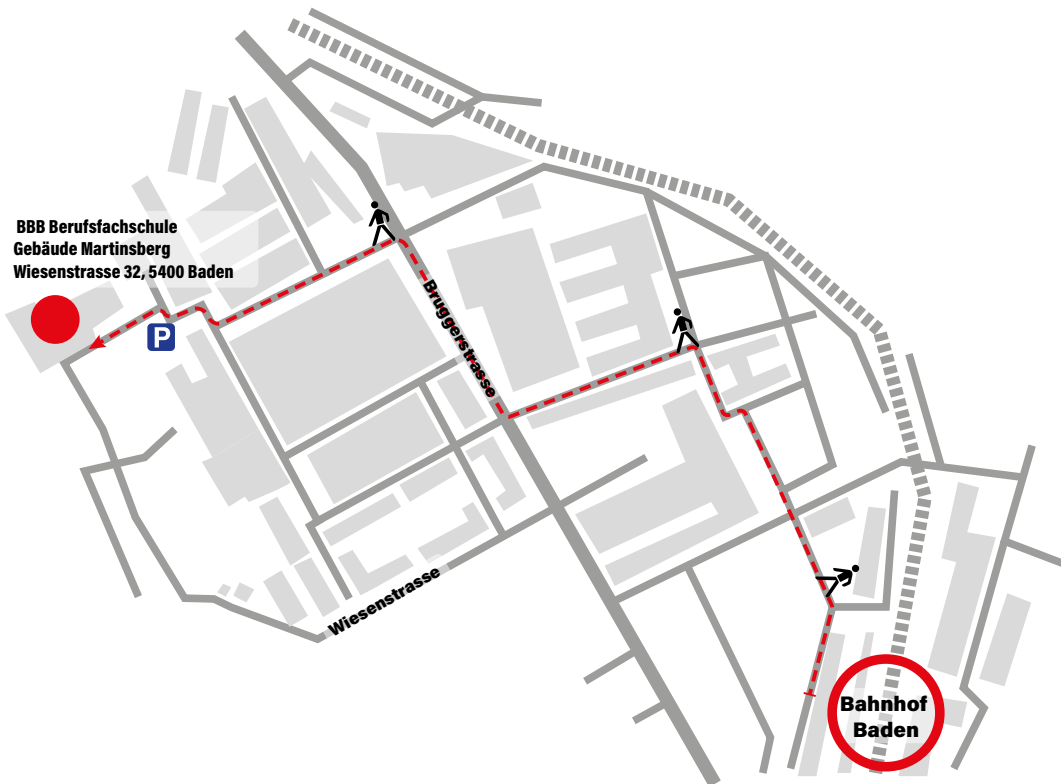 BBB Berufsfachschule
Gebäude Martinsberg
Wiesenstrasse 32, 5400 Baden
P
Bruggerstrasse
Wiesenstrasse
Bahnhof
Baden